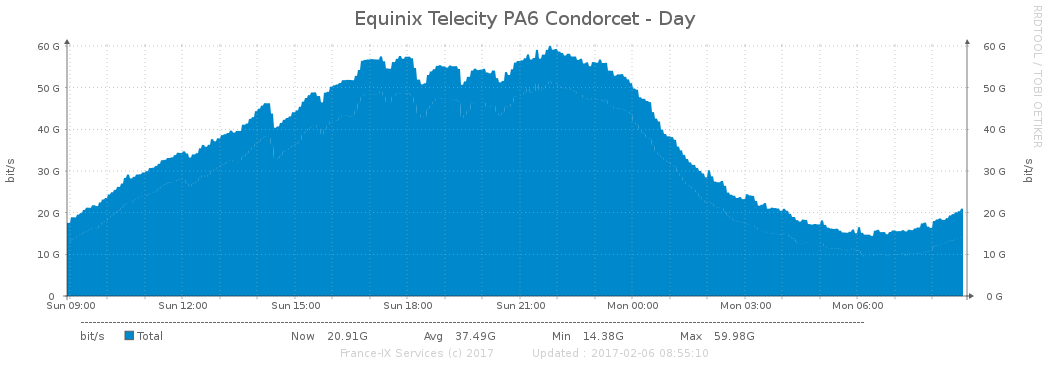 Equinix Telecity PA6 Condorcet - Day
RRDTOOL / TOBI OETIKER
bit/s
bit/s
60 G 60 G
50 G 50 G
40 G 40 G
30 G 30 G
20 G 20 G
10 G 10 G
0 0 G
Sun 09:00 Sun 12:00 Sun 15:00 Sun 18:00 Sun 21:00 Mon 00:00 Mon 03:00 Mon 06:00
bit/s Total Now 20.91G Avg 37.49G Min 14.38G Max 59.98G
France-IX Services (c) 2017 Updated : 2017-02-06 08:55:10